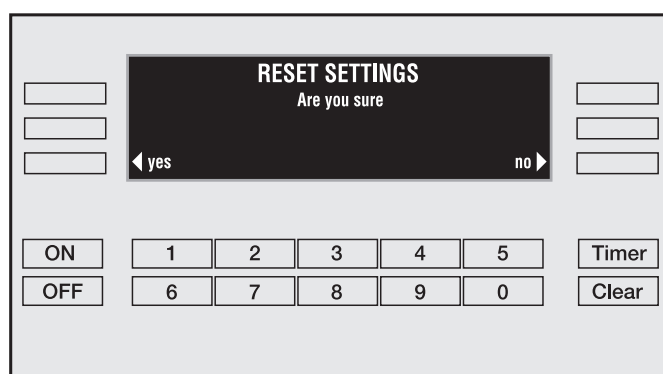 RESET SETTINGS
Are you sure
yes no
ON 1 2 3 4 5 Timer
OFF 6 7 8 9 0 Clear